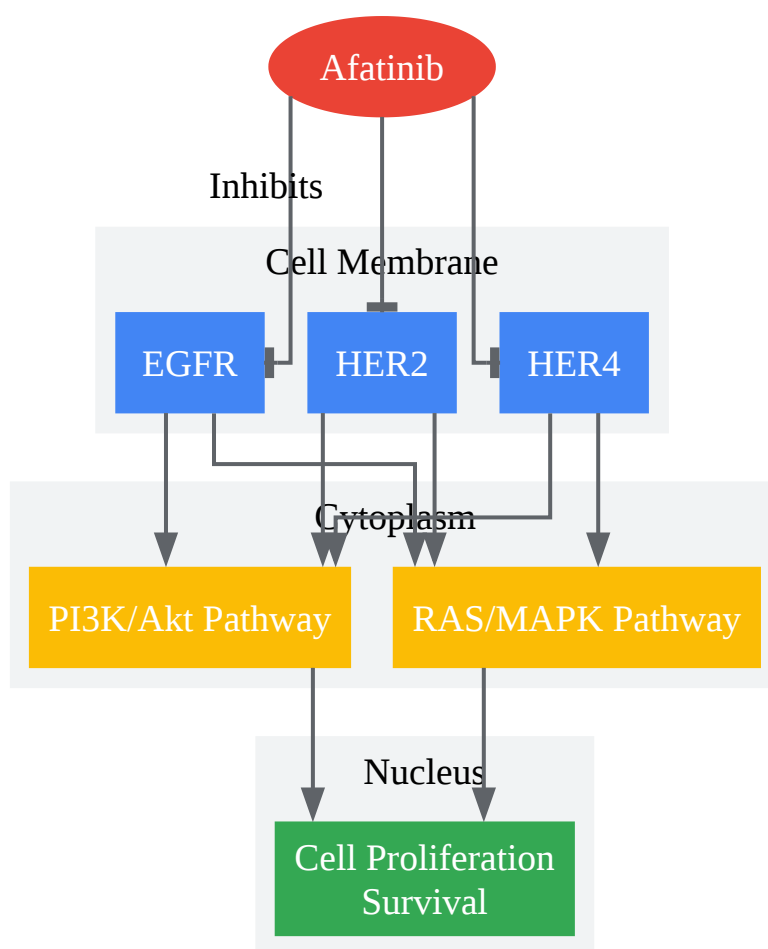 Afatinib
Inhibits
Cell Membrane
EGFR
HER2
HER4
Cytoplasm
PI3K/Akt Pathway
RAS/MAPK Pathway
Nucleus
Cell Proliferation
Survival